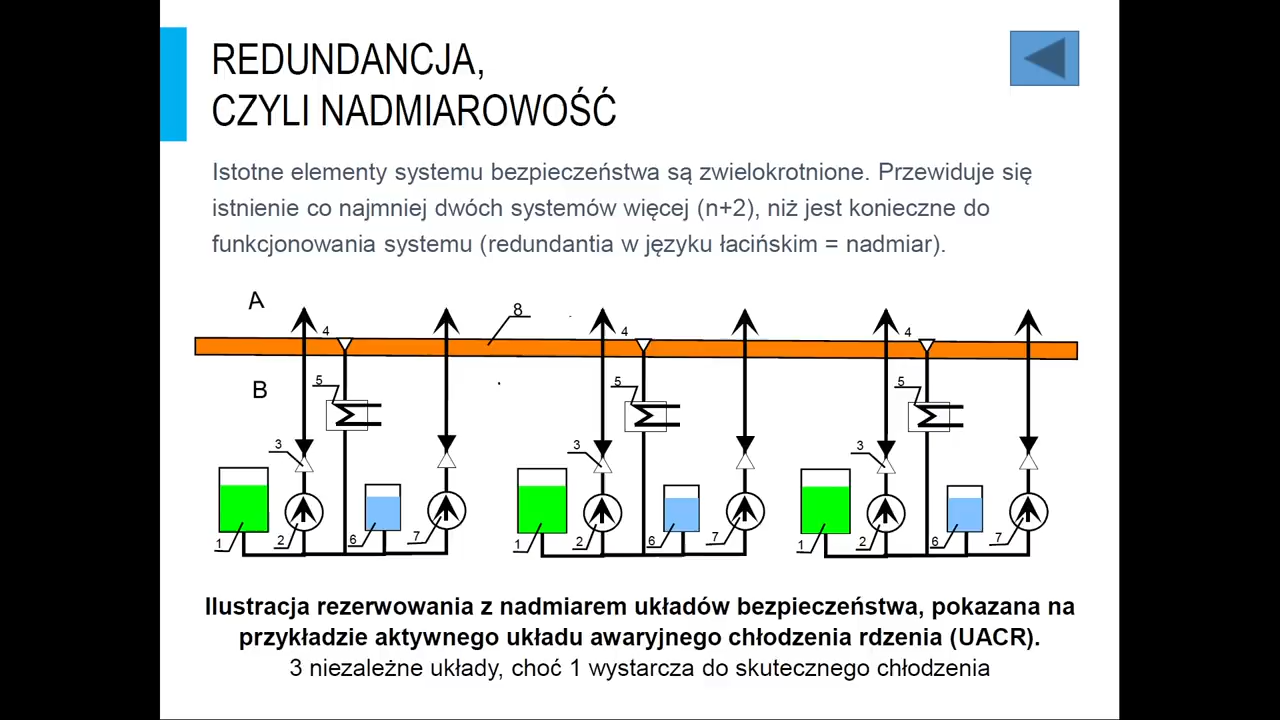 REDUNDANCJA,
CZYLI NADMIAROWOŚĆ
Istotne elementy systemu bezpieczeństwa są zwielokrotnione. Przewiduje się
istnienie co najmniej dwóch systemów więcej (n+2), niż jest konieczne do
funkcjonowania systemu (redundantia w języku łacińskim = nadmiar).
A
8
4 4 4
B
5 5 5
3 3 3
1 2 6 7 1 2 6 7 1 2 6 7
Ilustracja rezerwowania z nadmiarem układów bezpieczeństwa, pokazana na
przykładzie aktywnego układu awaryjnego chłodzenia rdzenia (UACR).
3 niezależne układy, choć 1 wystarcza do skutecznego chłodzenia